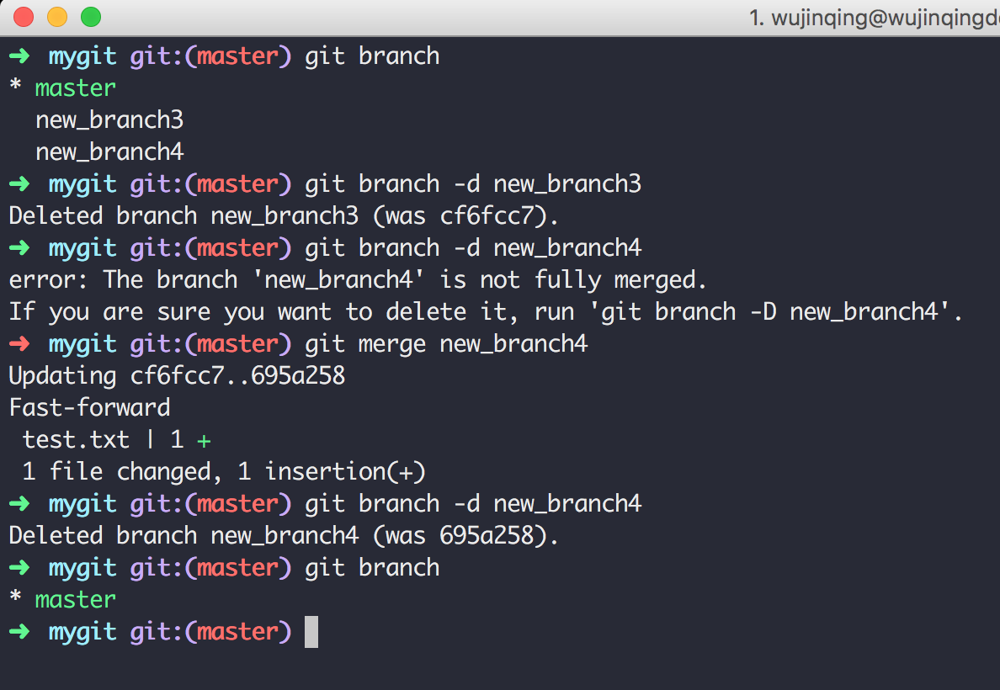 1. wujinqing@wujinqingd
➜ mygit git:(master) git branch
* master
  new_branch3
  new_branch4
➜ mygit git:(master) git branch -d new_branch3
Deleted branch new_branch3 (was cf6fcc7).
➜ mygit git:(master) git branch -d new_branch4
error: The branch 'new_branch4' is not fully merged.
If you are sure you want to delete it, run 'git branch -D new_branch4'.
➜ mygit git:(master) git merge new_branch4
Updating cf6fcc7..695a258
Fast-forward
 test.txt | 1 +
 1 file changed, 1 insertion(+)
➜ mygit git:(master) git branch -d new_branch4
Deleted branch new_branch4 (was 695a258).
➜ mygit git:(master) git branch
* master
➜ mygit git:(master)